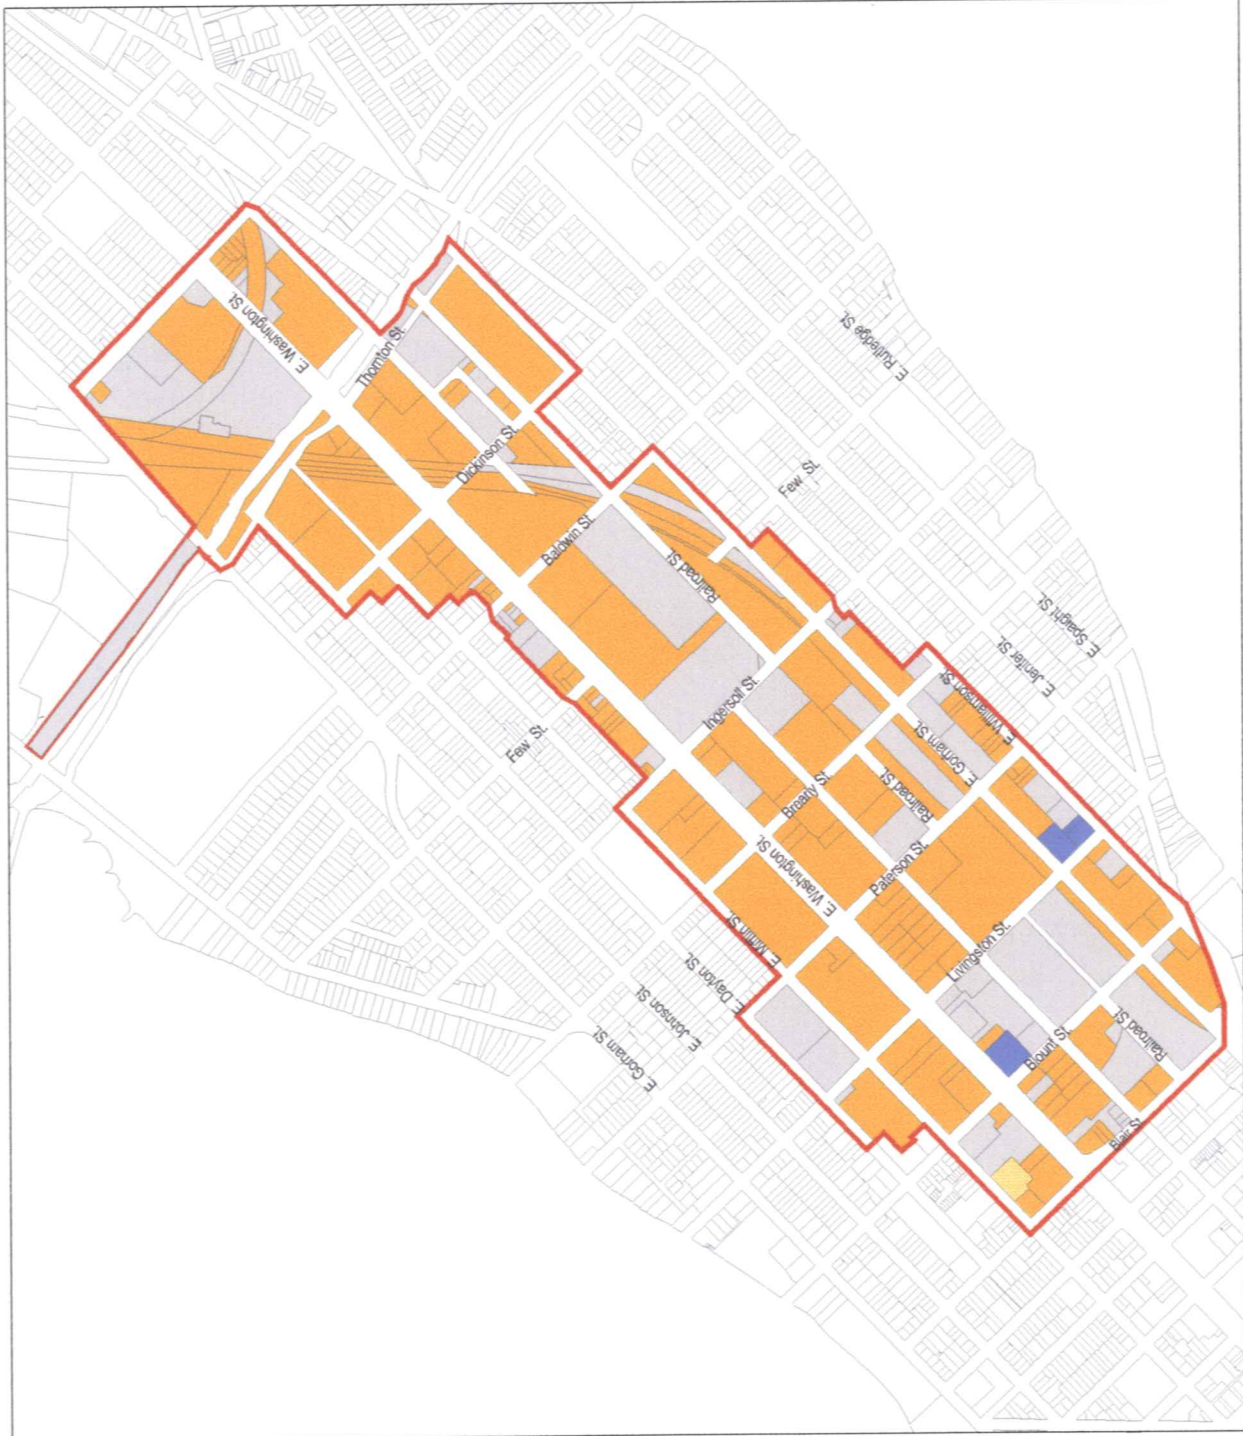 E. Washington St.
Thornton St.
E. Rutledge St.
Dickinson St.
Few St.
Baldwin St.
Railroad St.
E. Spaight St.
E. Jenifer St.
E. Williamson St.
Ingersoll St.
E. Gorham St.
Few St.
Brearly St.
Railroad St.
E. Washington St.
Paterson St.
E. Mifflin St.
Livingston St.
E. Dayton St.
E. Johnson St.
E. Gorham St.
Blount St.
Railroad St.
Blair St.